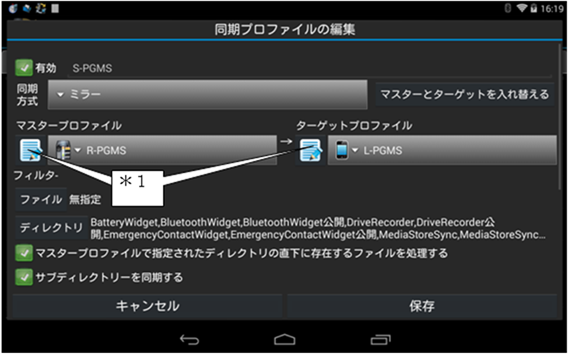 16:19
同期プロファイルの編集
有効 S-PGMS
同期方式 ミラー マスターとターゲットを入れ替える
マスタープロファイル ターゲットプロファイル
R-PGMS → L-PGMS
＊1
フィルター
ファイル 無指定
ディレクトリ BatteryWidget,BluetoothWidget,BluetoothWidget公開,DriveRecorder,DriveRecorder公
開,EmergencyContactWidget,EmergencyContactWidget公開,MediaStoreSync,MediaStoreSync...
マスタープロファイルで指定されたディレクトリの直下に存在するファイルを処理する
サブディレクトリーを同期する
キャンセル 保存